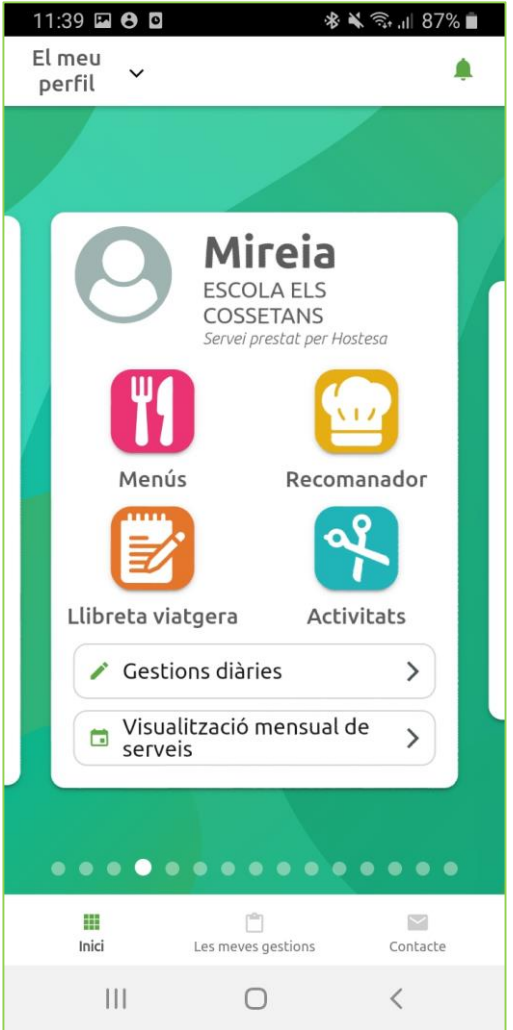 11:39
87%
El meu
perfil
Mireia
ESCOLA ELS
COSSETANS
Servei prestat per Hostesa
Menús
Recomanador
Llibreta viatgera
Activitats
Gestions diàries
Visualització mensual de
serveis
Inici
Les meves gestions
Contacte